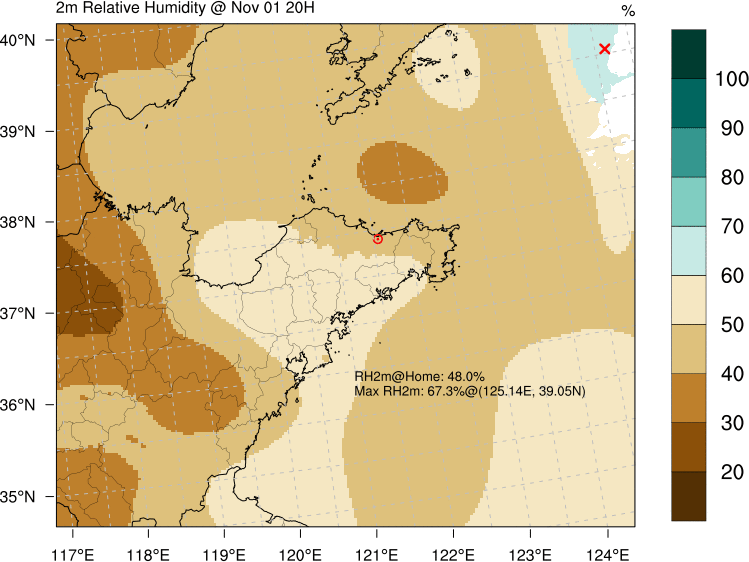 2m Relative Humidity @ Nov 01 20H
%
40°N
39°N
38°N
37°N
36°N
35°N
RH2m@Home: 48.0%
Max RH2m: 67.3%@(125.14E, 39.05N)
117°E 118°E 119°E 120°E 121°E 122°E 123°E 124°E
100
90
80
70
60
50
40
30
20